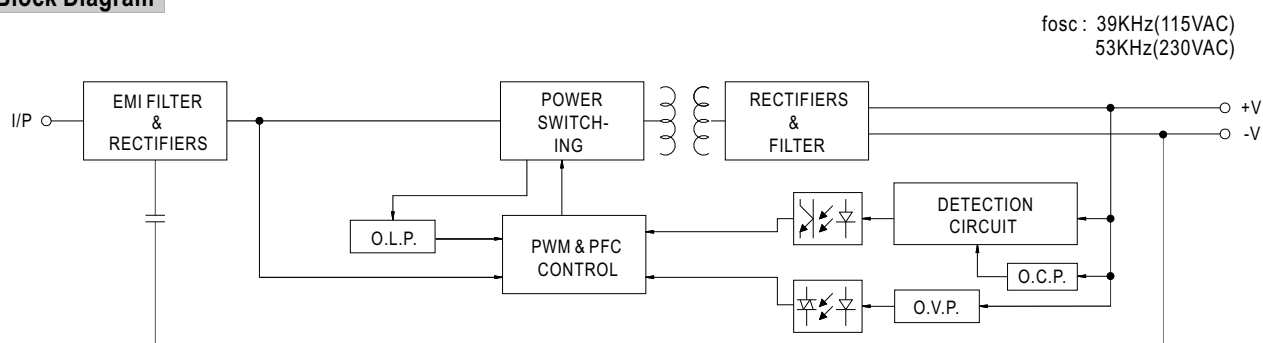 Block Diagram
fosc : 39KHz(115VAC)
53KHz(230VAC)
I/P
EMI FILTER
&
RECTIFIERS
POWER
SWITCH-
ING
RECTIFIERS
&
FILTER
+V
-V
O.L.P.
PWM & PFC
CONTROL
DETECTION
CIRCUIT
O.C.P.
O.V.P.